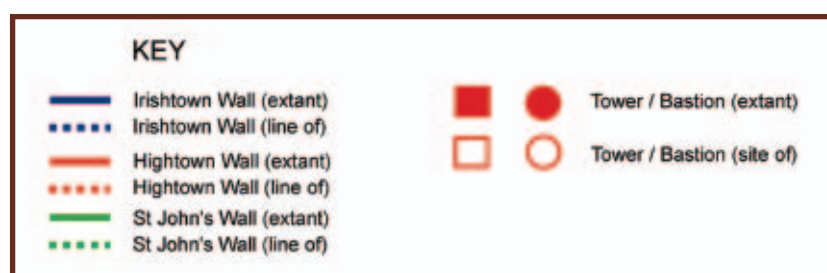 KEY
Irishtown Wall (extant)
Irishtown Wall (line of)
Hightown Wall (extant)
Hightown Wall (line of)
St John's Wall (extant)
St John's Wall (line of)
Tower / Bastion (extant)
Tower / Bastion (site of)